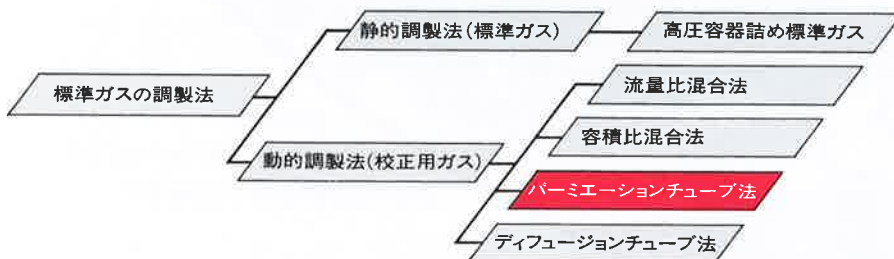 標準ガスの調製法
静的調製法(標準ガス)
高圧容器詰め標準ガス
動的調製法(校正用ガス)
流量比混合法
容積比混合法
パーミエーションチューブ法
ディフュージョンチューブ法